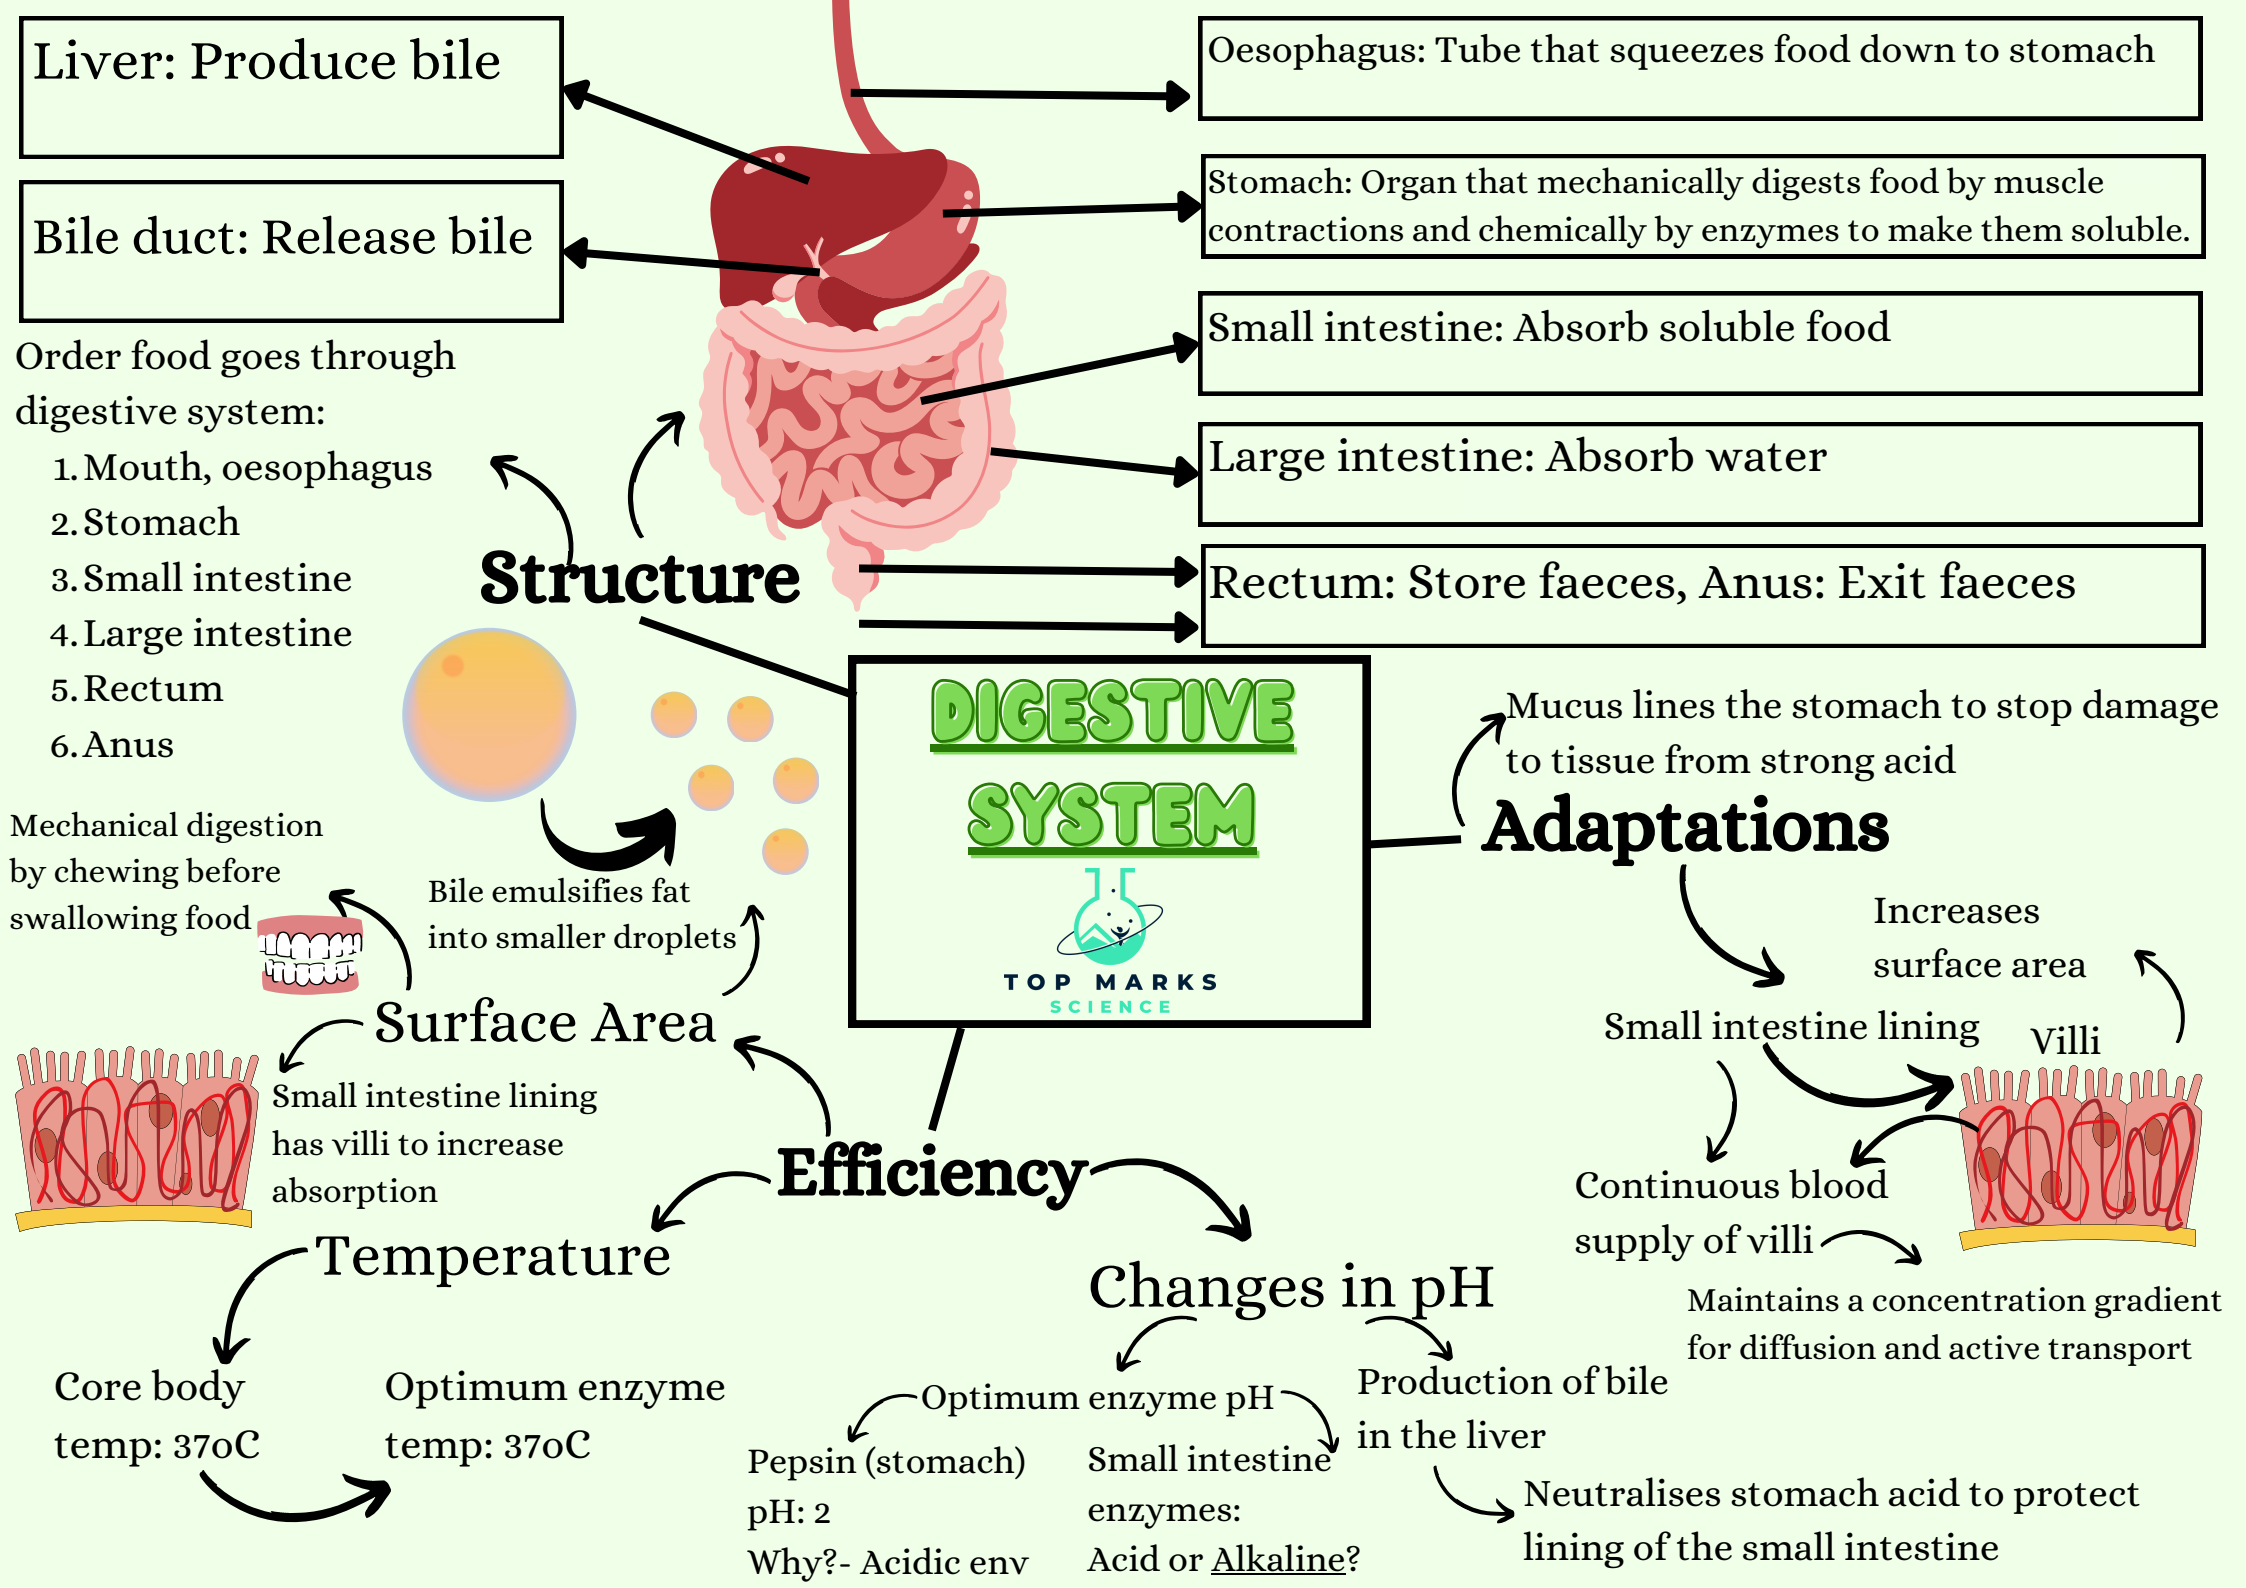 Liver: Produce bile
Bile duct: Release bile
Oesophagus: Tube that squeezes food down to stomach
Stomach: Organ that mechanically digests food by muscle
contractions and chemically by enzymes to make them soluble.
Small intestine: Absorb soluble food
Large intestine: Absorb water
Rectum: Store faeces, Anus: Exit faeces
Order food goes through
digestive system:
1. Mouth, oesophagus
2. Stomach
3. Small intestine
4. Large intestine
5. Rectum
6. Anus
Structure
DIGESTIVE
SYSTEM
TOP MARKS
SCIENCE
Mucus lines the stomach to stop damage
to tissue from strong acid
Adaptations
Increases
surface area
Small intestine lining
Villi
Continuous blood
supply of villi
Maintains a concentration gradient
for diffusion and active transport
Mechanical digestion
by chewing before
swallowing food
Bile emulsifies fat
into smaller droplets
Surface Area
Small intestine lining
has villi to increase
absorption
Efficiency
Temperature
Core body
temp: 37oC
Optimum enzyme
temp: 37oC
Changes in pH
Optimum enzyme pH
Pepsin (stomach)
pH: 2
Why?- Acidic env
Small intestine
enzymes:
Acid or Alkaline?
Production of bile
in the liver
Neutralises stomach acid to protect
lining of the small intestine